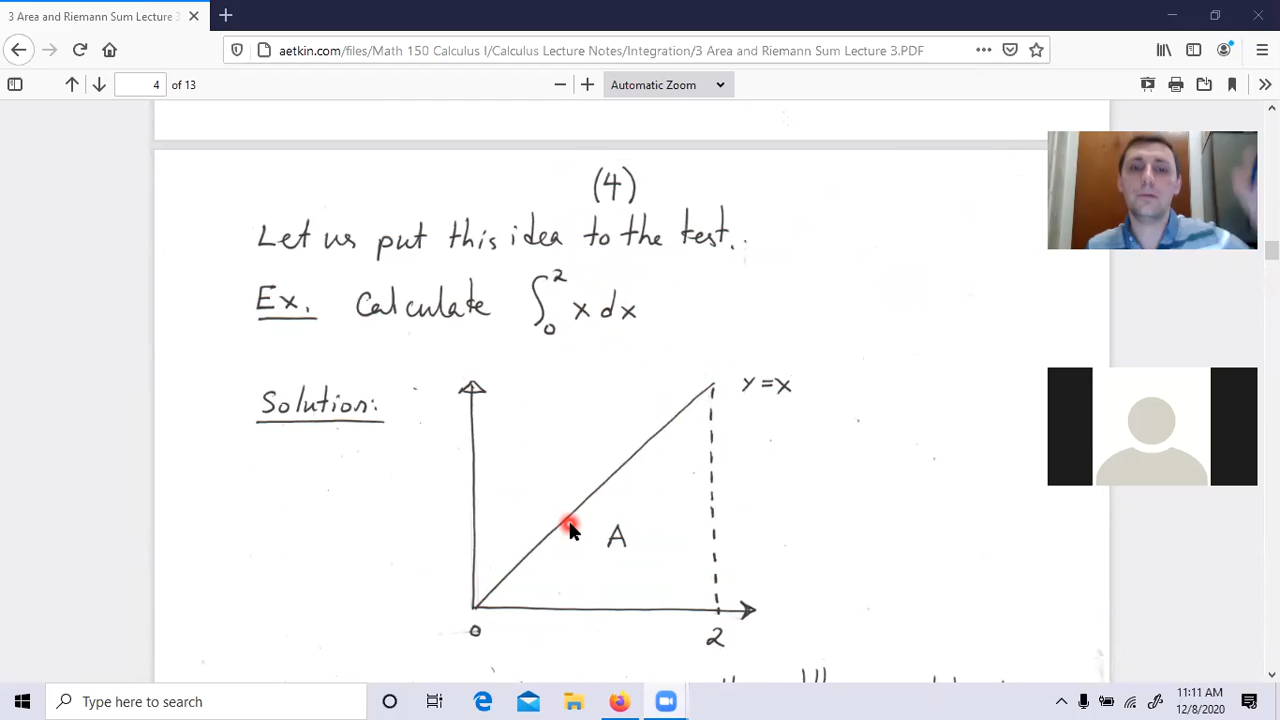 3 Area and Riemann Sum Lecture 3
aetkin.com/files/Math 150 Calculus I/Calculus Lecture Notes/Integration/3 Area and Riemann Sum Lecture 3.PDF
4 of 13
Automatic Zoom
(4)
Let us put this idea to the test.
Ex. Calculate ∫₀² x dx
Solution:
y = x
A
0
2
Type here to search
11:11 AM
12/8/2020